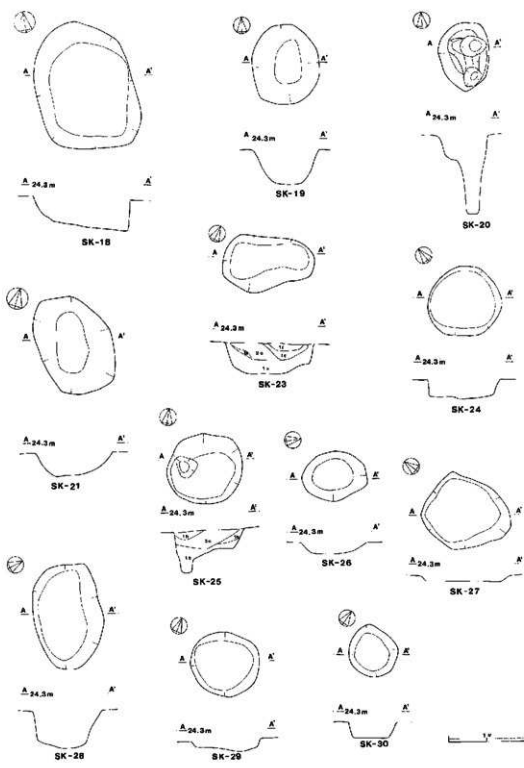 A A'
A 24.3m A'
SK-18
A A'
A 24.3m A'
SK-19
A A'
A 24.3m A'
SK-20
A A'
A 24.3m A'
SK-21
A A'
A 24.3m A'
SK-23
A A'
A 24.3m A'
SK-24
A A'
A 24.3m A'
SK-25
A A'
A 24.3m A'
SK-26
A A'
A 24.3m A'
SK-27
A A'
A 24.3m A'
SK-28
A A'
A 24.3m A'
SK-29
A A'
A 24.3m A'
SK-30